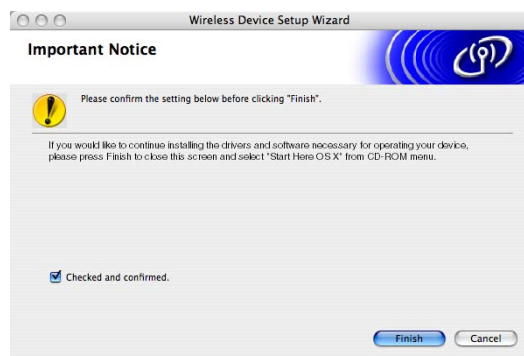 Wireless Device Setup Wizard
Important Notice
Please confirm the setting below before clicking "Finish".
If you would like to continue installing the drivers and software necessary for operating your device,
please press Finish to close this screen and select "Start Here OS X" from CD-ROM menu.
Checked and confirmed.
Finish
Cancel